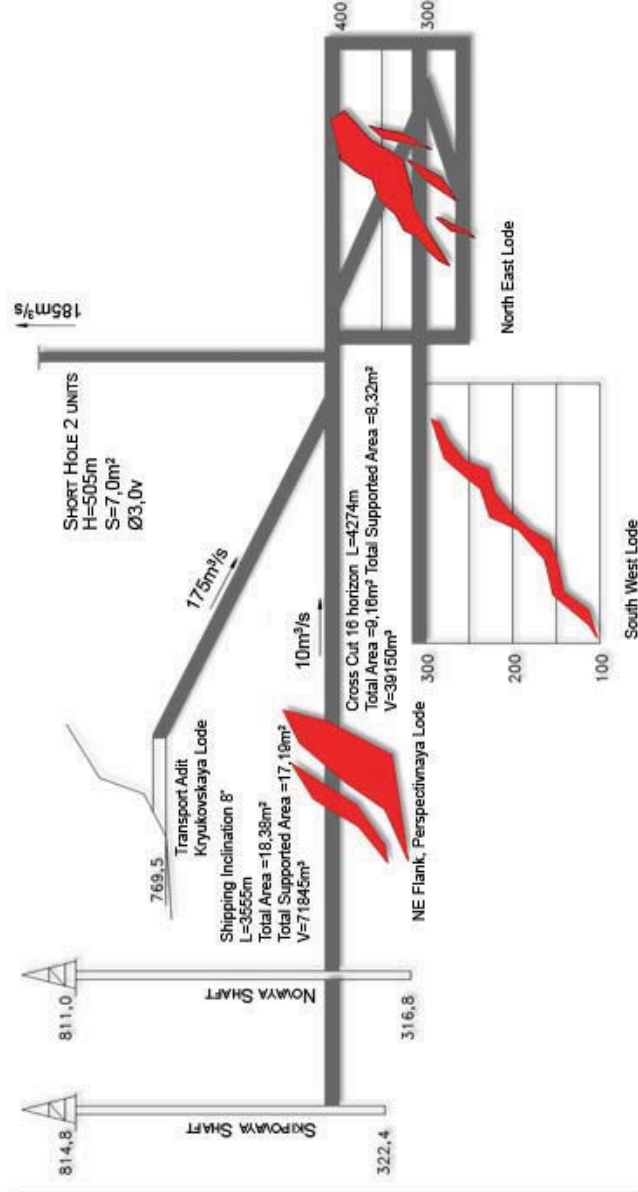 814,8
SKIPOVAYA SHAFT
322,4
811,0
NOVAYA SHAFT
316,8
769,5
Transport Adit
Kryukovskaya Lode
Shipping Inclination 8°
L=3555m
Total Area =18,38m²
Total Supported Area =17,19m²
V=71845m³
NE Flank, Perspectivnaya Lode
175m³/s
10m³/s
SHORT HOLE 2 UNITS
H=505m
S=7,0m²
Ø3,0v
185m³/s
Cross Cut 16 horizon L=4274m
Total Area =9,16m² Total Supported Area =8,32m²
V=39150m³
300
200
100
South West Lode
North East Lode
400
300